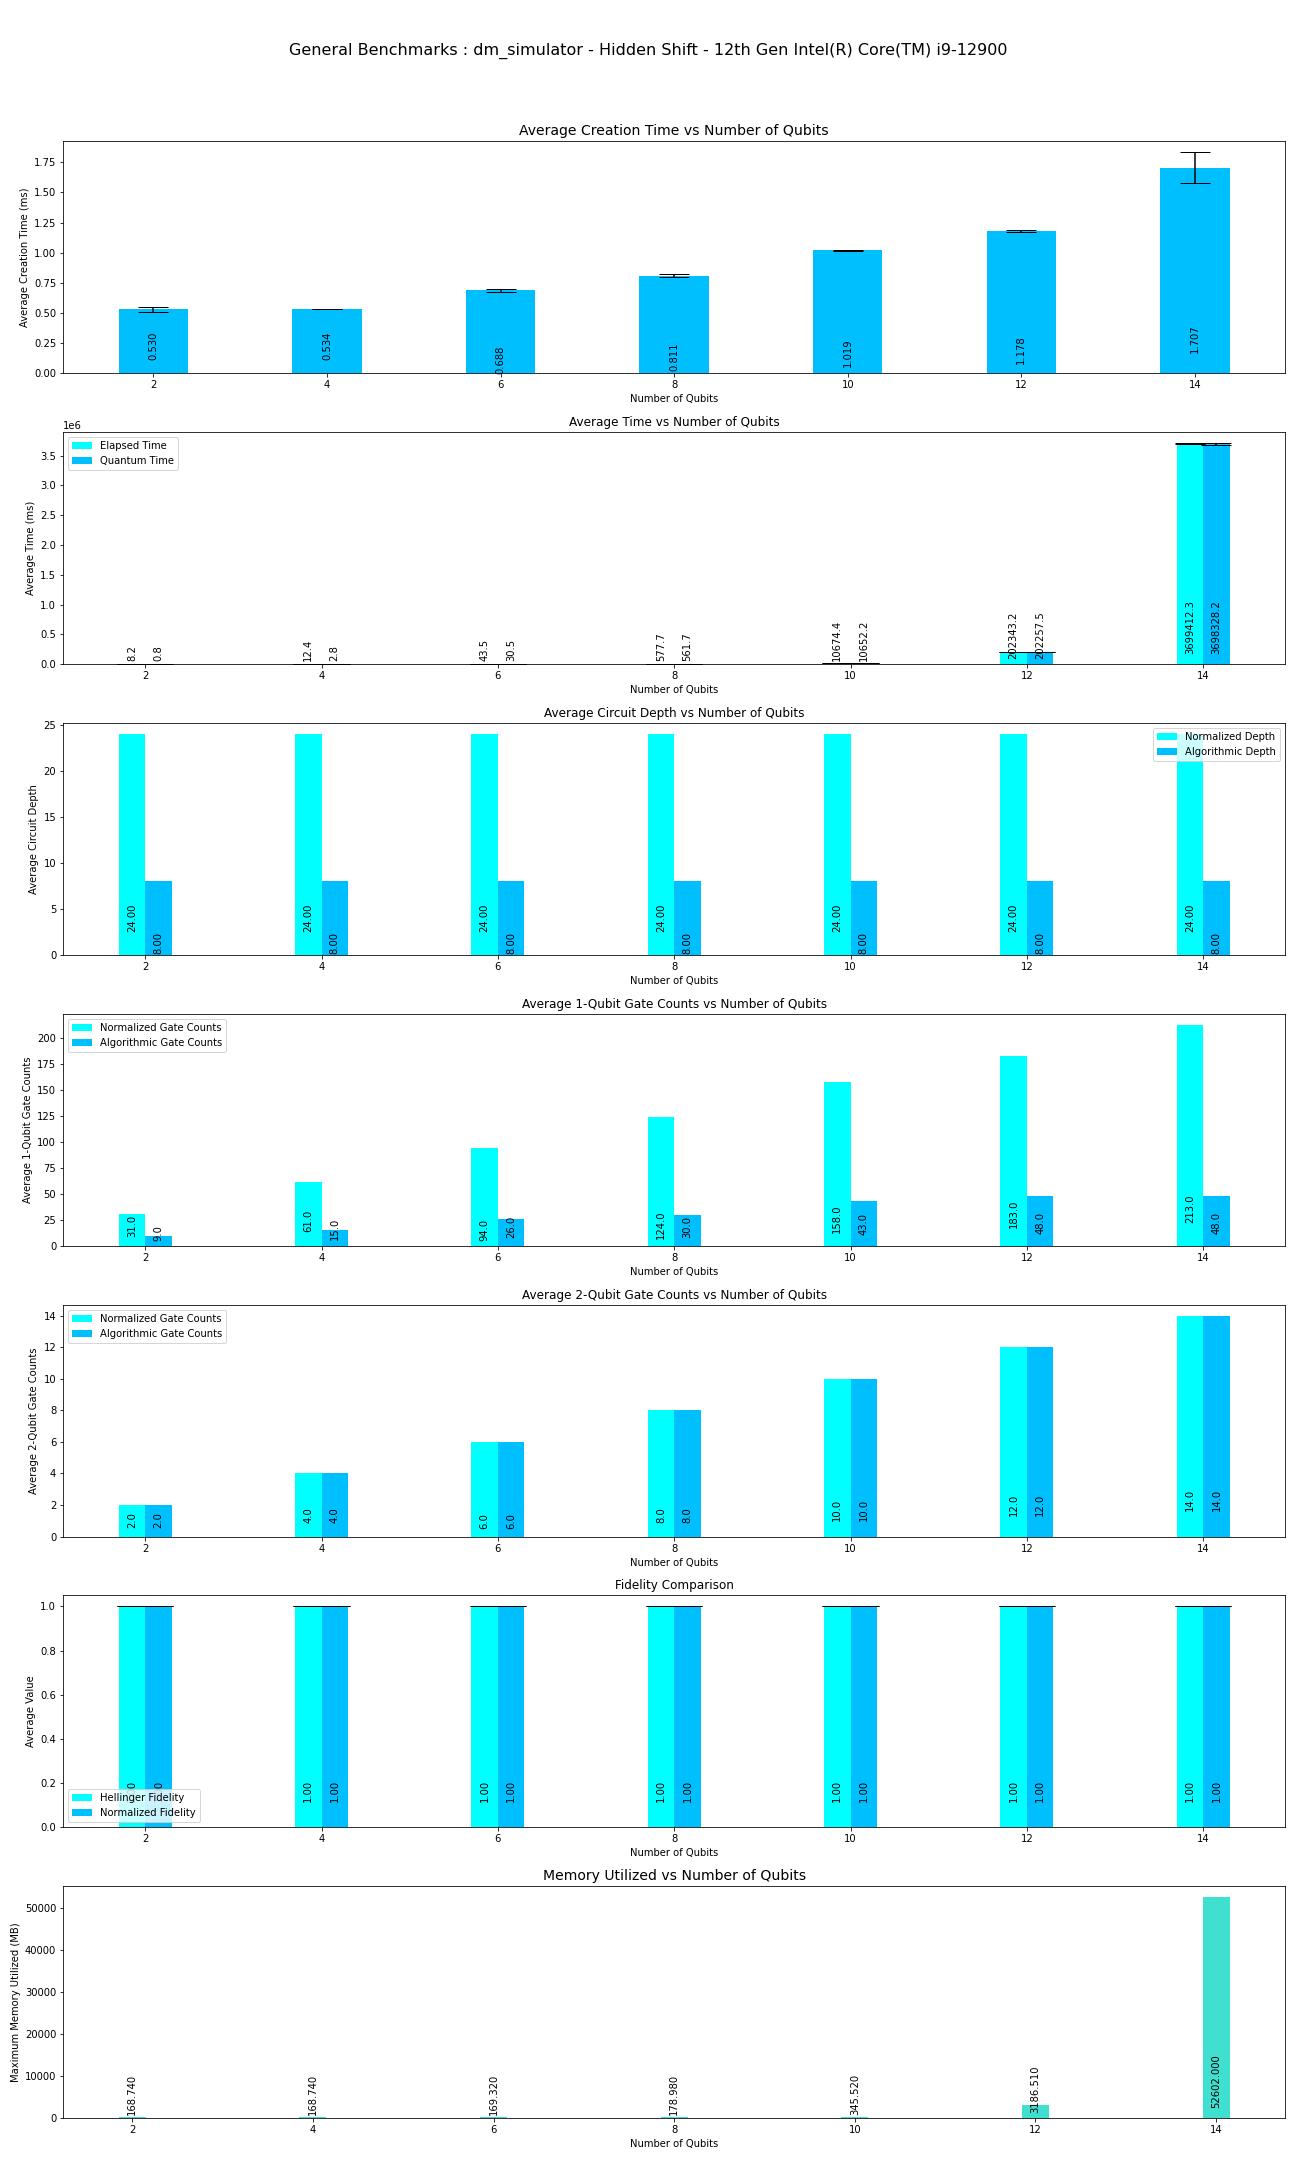 General Benchmarks : dm_simulator - Hidden Shift - 12th Gen Intel(R) Core(TM) i9-12900
Average Creation Time vs Number of Qubits
Average Creation Time (ms)
1.75
1.50
1.25
1.00
0.75
0.50
0.25
0.00
0.530 0.534 0.688 0.811 1.019 1.178 1.707
2 4 6 8 10 12 14
Number of Qubits
Average Time vs Number of Qubits
1e6
Elapsed Time
Quantum Time
Average Time (ms)
3.5
3.0
2.5
2.0
1.5
1.0
0.5
0.0
8.2 0.8 12.4 2.8 43.5 30.5 577.7 561.7 10674.4 10652.2 202343.2 202257.5 3699412.3 3698328.2
2 4 6 8 10 12 14
Number of Qubits
Average Circuit Depth vs Number of Qubits
Normalized Depth
Algorithmic Depth
Average Circuit Depth
25
20
15
10
5
0
24.00 8.00 24.00 8.00 24.00 8.00 24.00 8.00 24.00 8.00 24.00 8.00 24.00 8.00
2 4 6 8 10 12 14
Number of Qubits
Average 1-Qubit Gate Counts vs Number of Qubits
Normalized Gate Counts
Algorithmic Gate Counts
Average 1-Qubit Gate Counts
200
175
150
125
100
75
50
25
0
31.0 9.0 61.0 15.0 94.0 26.0 124.0 30.0 158.0 43.0 183.0 48.0 213.0 48.0
2 4 6 8 10 12 14
Number of Qubits
Average 2-Qubit Gate Counts vs Number of Qubits
Normalized Gate Counts
Algorithmic Gate Counts
Average 2-Qubit Gate Counts
14
12
10
8
6
4
2
0
2.0 2.0 4.0 4.0 6.0 6.0 8.0 8.0 10.0 10.0 12.0 12.0 14.0 14.0
2 4 6 8 10 12 14
Number of Qubits
Fidelity Comparison
Average Value
1.0
0.8
0.6
0.4
0.2
0.0
1.00 1.00 1.00 1.00 1.00 1.00 1.00 1.00 1.00 1.00 1.00 1.00
Hellinger Fidelity
Normalized Fidelity
2 4 6 8 10 12 14
Number of Qubits
Memory Utilized vs Number of Qubits
Maximum Memory Utilized (MB)
50000
40000
30000
20000
10000
0
168.740 168.740 169.320 178.980 345.520 3186.510 52602.000
2 4 6 8 10 12 14
Number of Qubits